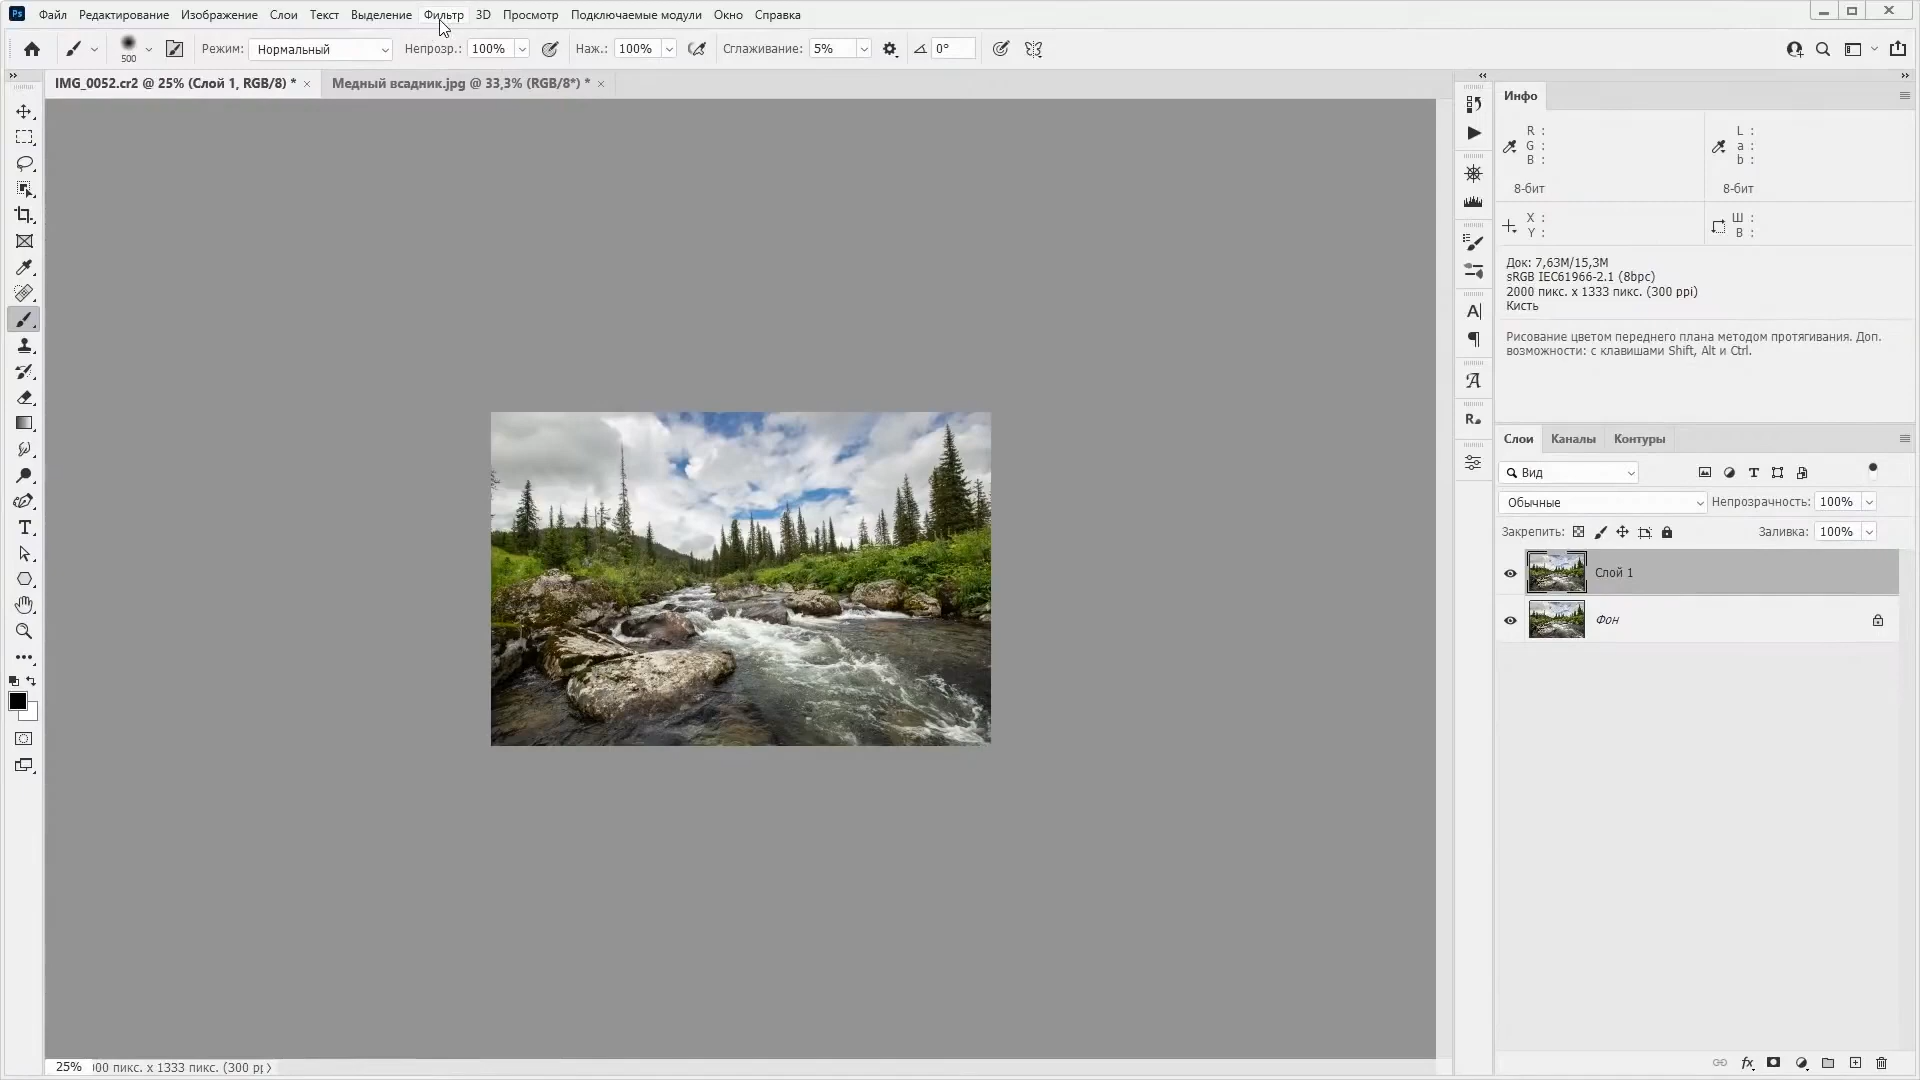 Ps Файл Редактирование Изображение Слои Текст Выделение Фильтр 3D Просмотр Подключаемые модули Окно Справка
500 Режим: Нормальный Непрозр.: 100% Наж.: 100% Сглаживание: 5% 0°
IMG_0052.cr2 @ 25% (Слой 1, RGB/8) * × Медный всадник.jpg @ 33,3% (RGB/8*) * ×
Инфо
R : L :
G : a :
B : b :
8-бит 8-бит
X : Ш :
Y : В :
Док: 7,63M/15,3M
sRGB IEC61966-2.1 (8bpc)
2000 пикс. x 1333 пикс. (300 ppi)
Кисть
Рисование цветом переднего плана методом протягивания. Доп.
возможности: с клавишами Shift, Alt и Ctrl.
Слои Каналы Контуры
Вид
Обычные Непрозрачность: 100%
Закрепить: Заливка: 100%
Слой 1
Фон
25% 00 пикс. x 1333 пикс. (300 pp